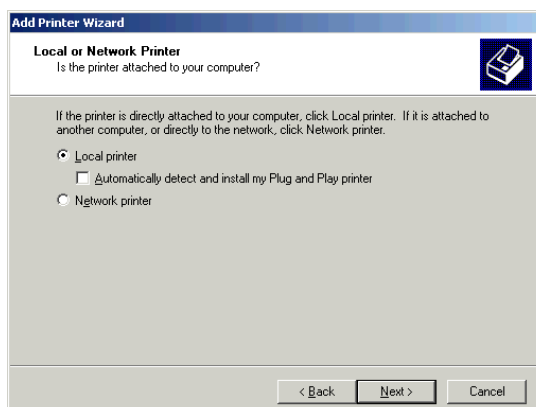 Add Printer Wizard
Local or Network Printer
Is the printer attached to your computer?
If the printer is directly attached to your computer, click Local printer. If it is attached to
another computer, or directly to the network, click Network printer.
Local printer
Automatically detect and install my Plug and Play printer
Network printer
< Back
Next >
Cancel